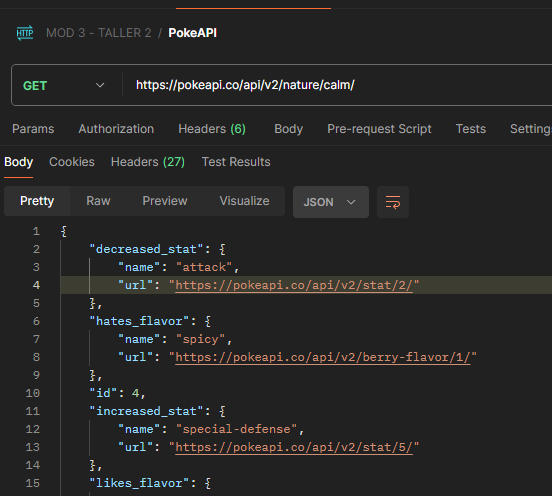 HTTP MOD 3 - TALLER 2 / PokeAPI
GET https://pokeapi.co/api/v2/nature/calm/
Params Authorization Headers (6) Body Pre-request Script Tests Setting
Body Cookies Headers (27) Test Results
Pretty Raw Preview Visualize JSON
1 {
2 "decreased_stat": {
3 "name": "attack",
4 "url": "https://pokeapi.co/api/v2/stat/2/"
5 },
6 "hates_flavor": {
7 "name": "spicy",
8 "url": "https://pokeapi.co/api/v2/berry-flavor/1/"
9 },
10 "id": 4,
11 "increased_stat": {
12 "name": "special-defense",
13 "url": "https://pokeapi.co/api/v2/stat/5/"
14 },
15 "likes_flavor": {